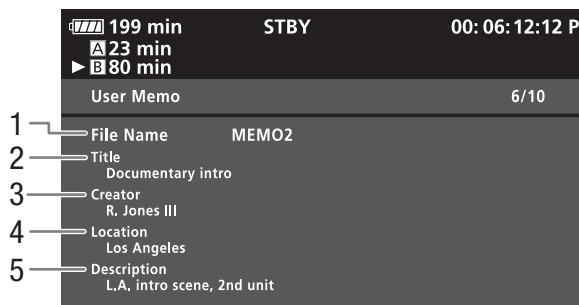 199 min STBY 00:06:12:12 P
A 23 min
B 80 min
User Memo 6/10
1 File Name MEMO2
2 Title
Documentary intro
3 Creator
R. Jones III
4 Location
Los Angeles
5 Description
L.A. intro scene, 2nd unit